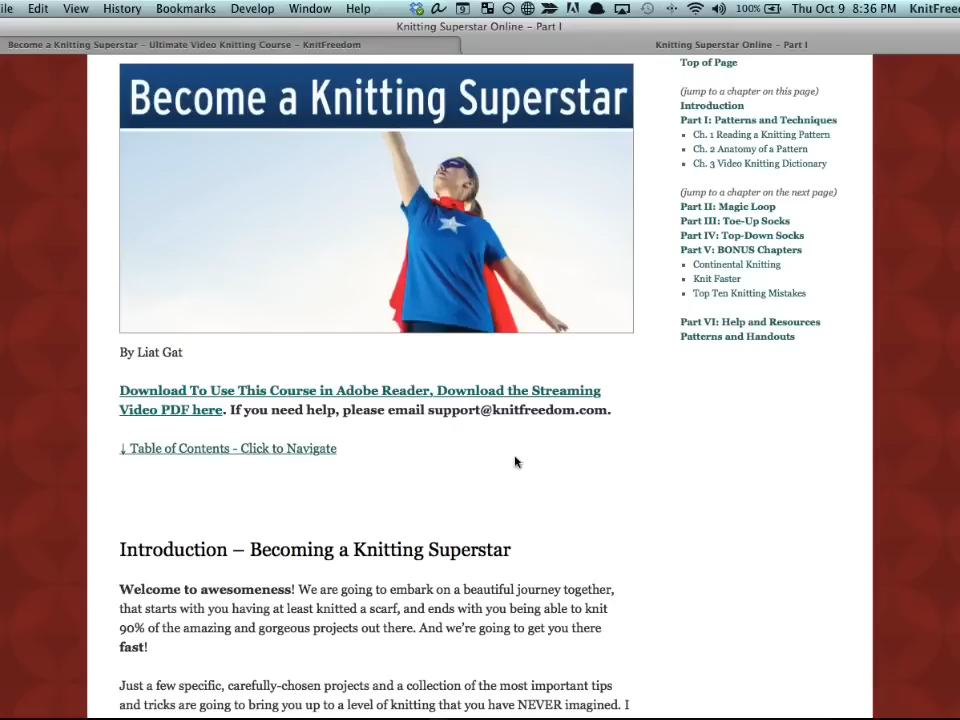 ile Edit View History Bookmarks Develop Window Help 9 100% Thu Oct 9 8:36 PM KnitFree
Knitting Superstar Online – Part I
Become a Knitting Superstar – Ultimate Video Knitting Course – KnitFreedom
Knitting Superstar Online – Part I
Become a Knitting Superstar
By Liat Gat
Download To Use This Course in Adobe Reader, Download the Streaming
Video PDF here. If you need help, please email support@knitfreedom.com.
↓ Table of Contents - Click to Navigate
Introduction – Becoming a Knitting Superstar
Welcome to awesomeness! We are going to embark on a beautiful journey together,
that starts with you having at least knitted a scarf, and ends with you being able to knit
90% of the amazing and gorgeous projects out there. And we're going to get you there
fast!
Just a few specific, carefully-chosen projects and a collection of the most important tips
and tricks are going to bring you up to a level of knitting that you have NEVER imagined. I
Top of Page
(jump to a chapter on this page)
Introduction
Part I: Patterns and Techniques
Ch. 1 Reading a Knitting Pattern
Ch. 2 Anatomy of a Pattern
Ch. 3 Video Knitting Dictionary
(jump to a chapter on the next page)
Part II: Magic Loop
Part III: Toe-Up Socks
Part IV: Top-Down Socks
Part V: BONUS Chapters
Continental Knitting
Knit Faster
Top Ten Knitting Mistakes
Part VI: Help and Resources
Patterns and Handouts